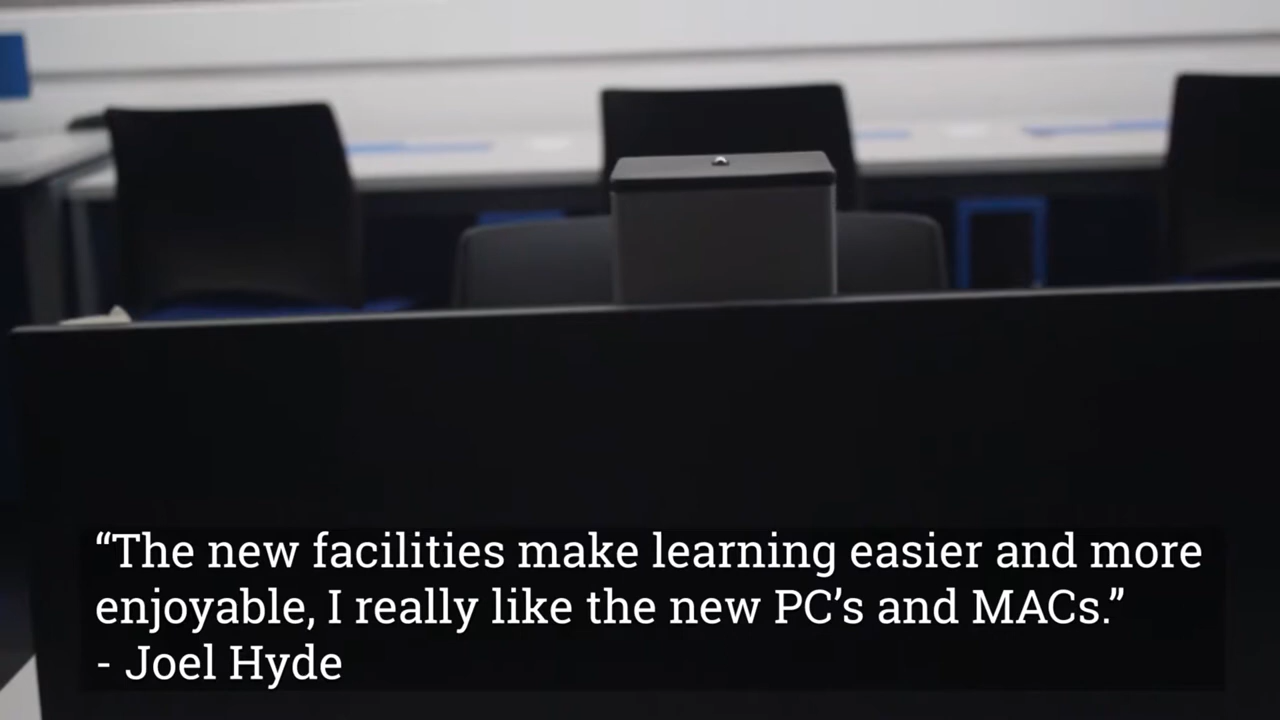 “The new facilities make learning easier and more
enjoyable, I really like the new PC’s and MACs.”
- Joel Hyde